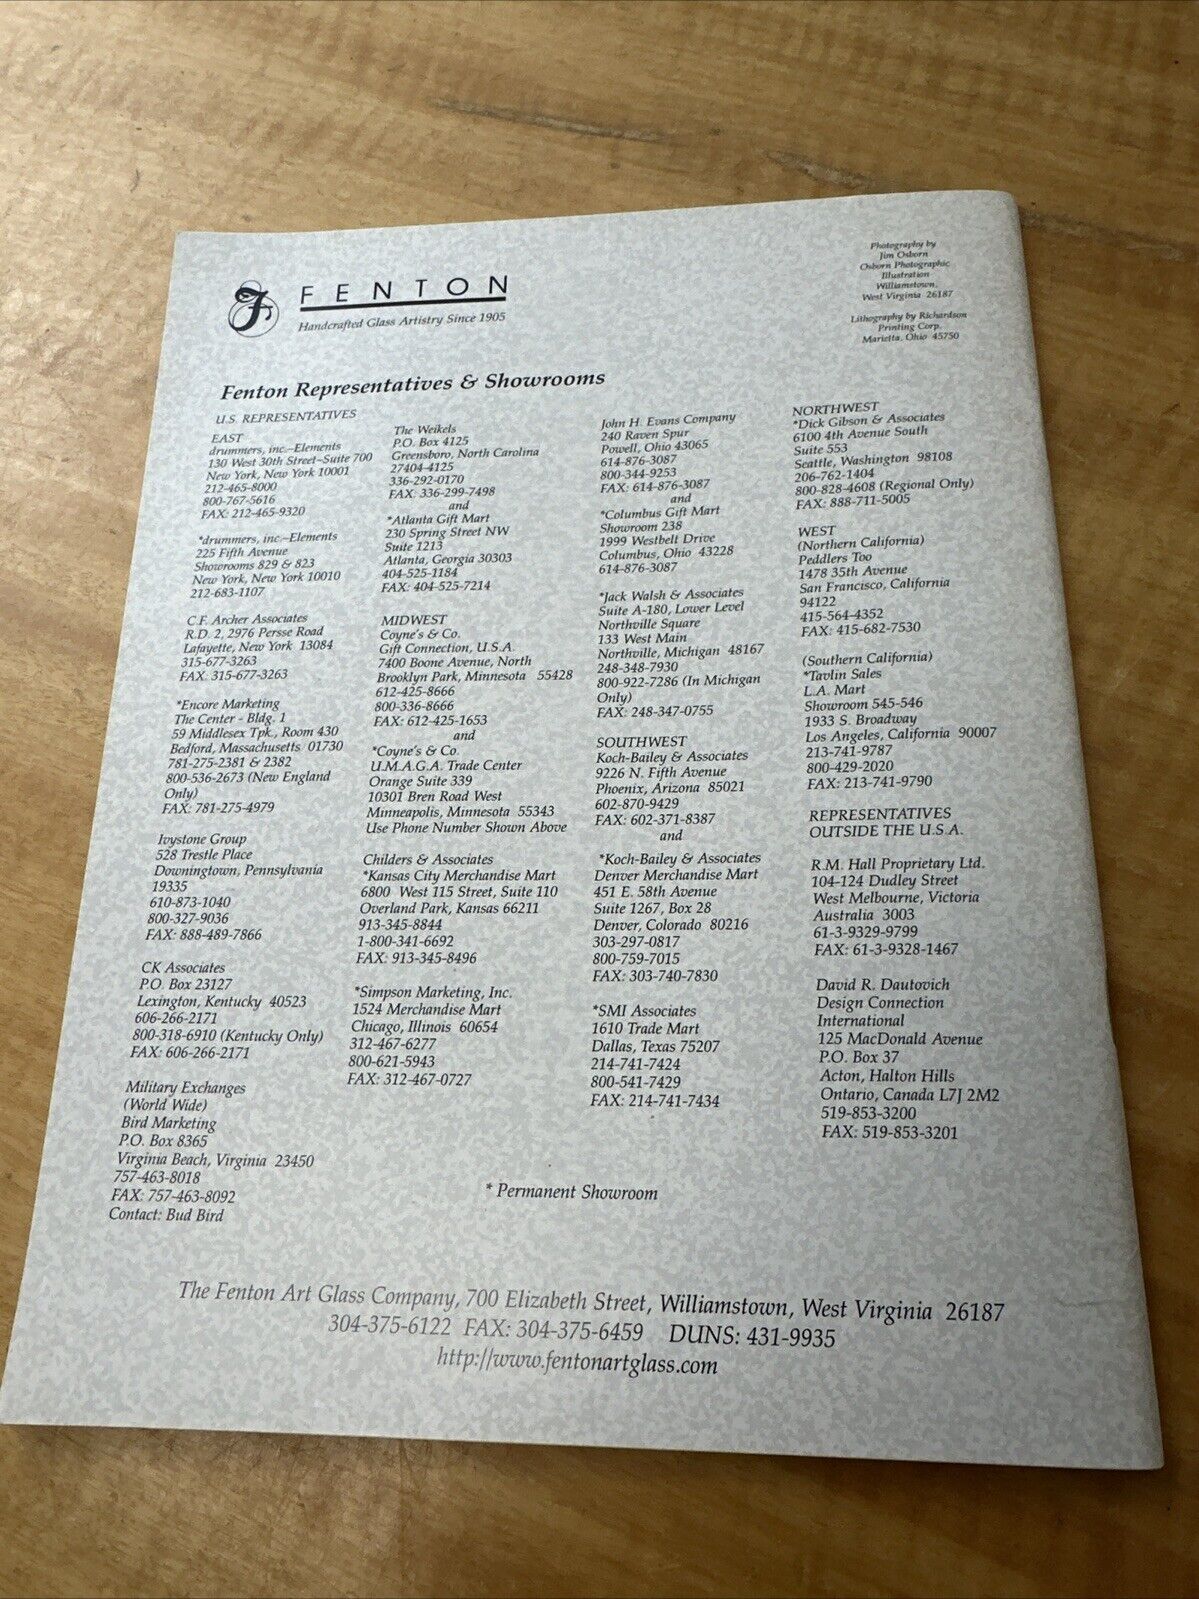 F E N T O N
Handcrafted Glass Artistry Since 1905
Photography by
Jim Osborn
Osborn Photographic
Illustration
Williamstown,
West Virginia 26187
Lithography by Richardson
Printing Corp.
Marietta, Ohio 45750
Fenton Representatives & Showrooms
U.S. REPRESENTATIVES
EAST
drummers, inc.–Elements
130 West 30th Street–Suite 700
New York, New York 10001
212-465-8000
800-767-5616
FAX: 212-465-9320
*drummers, inc.–Elements
225 Fifth Avenue
Showrooms 829 & 823
New York, New York 10010
212-683-1107
C.F. Archer Associates
R.D. 2, 2976 Persse Road
Lafayette, New York 13084
315-677-3263
FAX: 315-677-3263
*Encore Marketing
The Center - Bldg. 1
59 Middlesex Tpk., Room 430
Bedford, Massachusetts 01730
781-275-2381 & 2382
800-536-2673 (New England
Only)
FAX: 781-275-4979
Ivystone Group
528 Trestle Place
Downingtown, Pennsylvania
19335
610-873-1040
800-327-9036
FAX: 888-489-7866
CK Associates
P.O. Box 23127
Lexington, Kentucky 40523
606-266-2171
800-318-6910 (Kentucky Only)
FAX: 606-266-2171
Military Exchanges
(World Wide)
Bird Marketing
P.O. Box 8365
Virginia Beach, Virginia 23450
757-463-8018
FAX: 757-463-8092
Contact: Bud Bird
The Weikels
P.O. Box 4125
Greensboro, North Carolina
27404-4125
336-292-0170
FAX: 336-299-7498
and
*Atlanta Gift Mart
230 Spring Street NW
Suite 1213
Atlanta, Georgia 30303
404-525-1184
FAX: 404-525-7214
MIDWEST
Coyne's & Co.
Gift Connection, U.S.A.
7400 Boone Avenue, North
Brooklyn Park, Minnesota 55428
612-425-8666
800-336-8666
FAX: 612-425-1653
and
*Coyne's & Co.
U.M.A.G.A. Trade Center
Orange Suite 339
10301 Bren Road West
Minneapolis, Minnesota 55343
Use Phone Number Shown Above
Childers & Associates
*Kansas City Merchandise Mart
6800 West 115 Street, Suite 110
Overland Park, Kansas 66211
913-345-8844
1-800-341-6692
FAX: 913-345-8496
*Simpson Marketing, Inc.
1524 Merchandise Mart
Chicago, Illinois 60654
312-467-6277
800-621-5943
FAX: 312-467-0727
John H. Evans Company
240 Raven Spur
Powell, Ohio 43065
614-876-3087
800-344-9253
FAX: 614-876-3087
and
*Columbus Gift Mart
Showroom 238
1999 Westbelt Drive
Columbus, Ohio 43228
614-876-3087
*Jack Walsh & Associates
Suite A-180, Lower Level
Northville Square
133 West Main
Northville, Michigan 48167
248-348-7930
800-922-7286 (In Michigan
Only)
FAX: 248-347-0755
SOUTHWEST
Koch-Bailey & Associates
9226 N. Fifth Avenue
Phoenix, Arizona 85021
602-870-9429
FAX: 602-371-8387
and
*Koch-Bailey & Associates
Denver Merchandise Mart
451 E. 58th Avenue
Suite 1267, Box 28
Denver, Colorado 80216
303-297-0817
800-759-7015
FAX: 303-740-7830
*SMI Associates
1610 Trade Mart
Dallas, Texas 75207
214-741-7424
800-541-7429
FAX: 214-741-7434
NORTHWEST
*Dick Gibson & Associates
6100 4th Avenue South
Suite 553
Seattle, Washington 98108
206-762-1404
800-828-4608 (Regional Only)
FAX: 888-711-5005
WEST
(Northern California)
Peddlers Too
1478 35th Avenue
San Francisco, California
94122
415-564-4352
FAX: 415-682-7530
(Southern California)
*Tavlin Sales
L.A. Mart
Showroom 545-546
1933 S. Broadway
Los Angeles, California 90007
213-741-9787
800-429-2020
FAX: 213-741-9790
REPRESENTATIVES
OUTSIDE THE U.S.A.
R.M. Hall Proprietary Ltd.
104-124 Dudley Street
West Melbourne, Victoria
Australia 3003
61-3-9329-9799
FAX: 61-3-9328-1467
David R. Dautovich
Design Connection
International
125 MacDonald Avenue
P.O. Box 37
Acton, Halton Hills
Ontario, Canada L7J 2M2
519-853-3200
FAX: 519-853-3201
* Permanent Showroom
The Fenton Art Glass Company, 700 Elizabeth Street, Williamstown, West Virginia 26187
304-375-6122 FAX: 304-375-6459 DUNS: 431-9935
http://www.fentonartglass.com